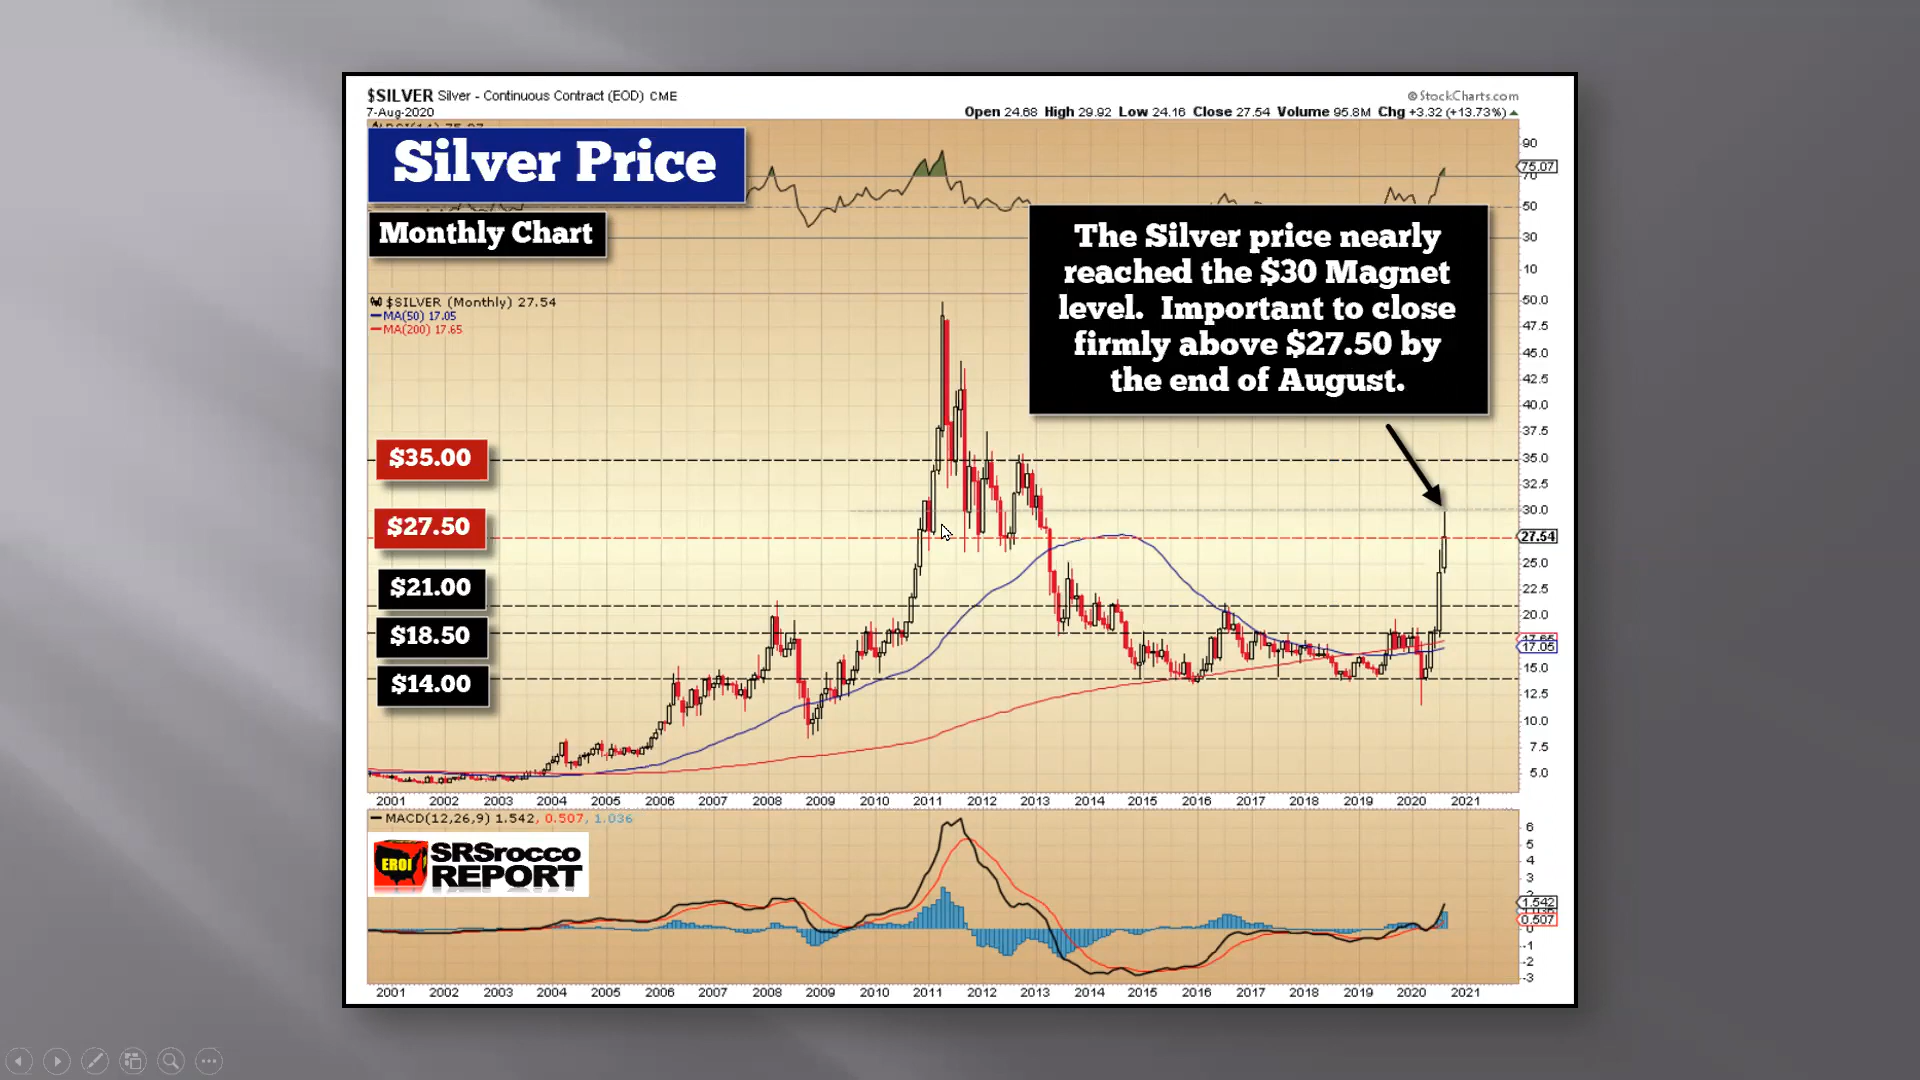 $SILVER Silver - Continuous Contract (EOD) CME
© StockCharts.com
7-Aug-2020
Open 24.68 High 29.92 Low 24.16 Close 27.54 Volume 95.8M Chg +3.32 (+13.73%)
Silver Price
Monthly Chart
90
75.07
70
50
30
10
The Silver price nearly
reached the $30 Magnet
level. Important to close
firmly above $27.50 by
the end of August.
$SILVER (Monthly) 27.54
MA(50) 17.05
MA(200) 17.65
50.0
47.5
45.0
42.5
40.0
37.5
35.0
32.5
30.0
27.54
25.0
22.5
20.0
17.65
17.05
15.0
12.5
10.0
7.5
5.0
$35.00
$27.50
$21.00
$18.50
$14.00
2001 2002 2003 2004 2005 2006 2007 2008 2009 2010 2011 2012 2013 2014 2015 2016 2017 2018 2019 2020 2021
MACD(12,26,9) 1.542, 0.507, 1.036
EROI
SRSrocco
REPORT
6
5
4
3
2
1.542
1.036
0.507
0
-1
-2
-3
2001 2002 2003 2004 2005 2006 2007 2008 2009 2010 2011 2012 2013 2014 2015 2016 2017 2018 2019 2020 2021